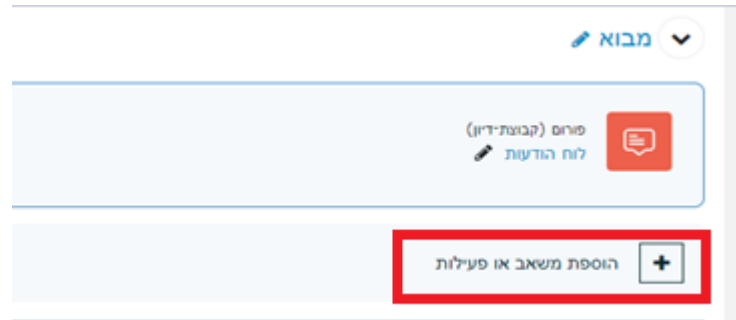 מבוא
פורום (קבוצת-דיון)
לוח הודעות
הוספת משאב או פעילות